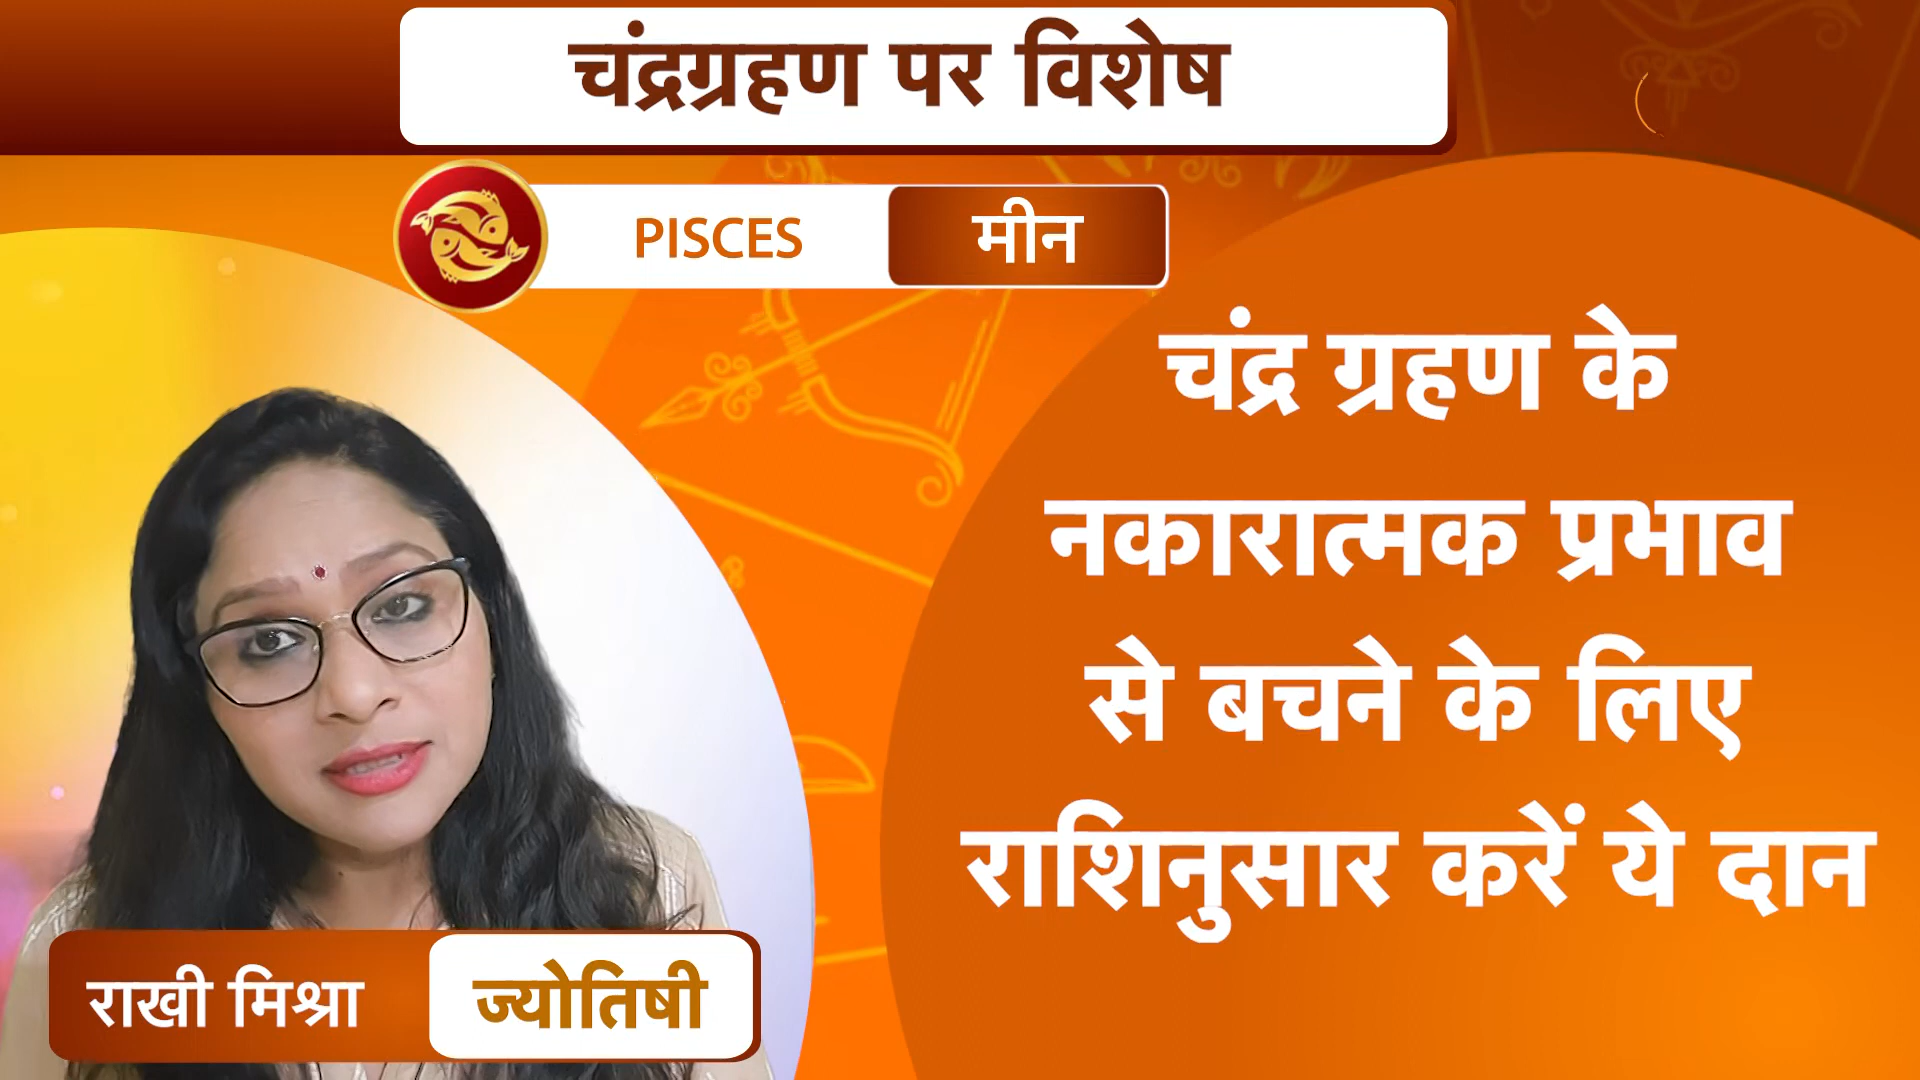 चंद्रग्रहण पर विशेष
PISCES मीन
चंद्र ग्रहण के
नकारात्मक प्रभाव
से बचने के लिए
राशिनुसार करें ये दान
राखी मिश्रा ज्योतिषी